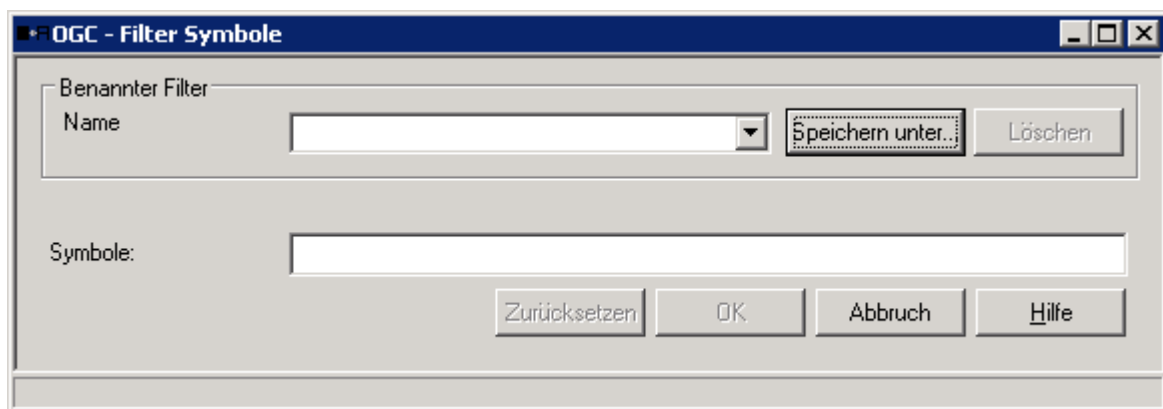 OGC - Filter Symbole
Benannter Filter
Name
Speichern unter..
Löschen
Symbole:
Zurücksetzen
OK
Abbruch
Hilfe